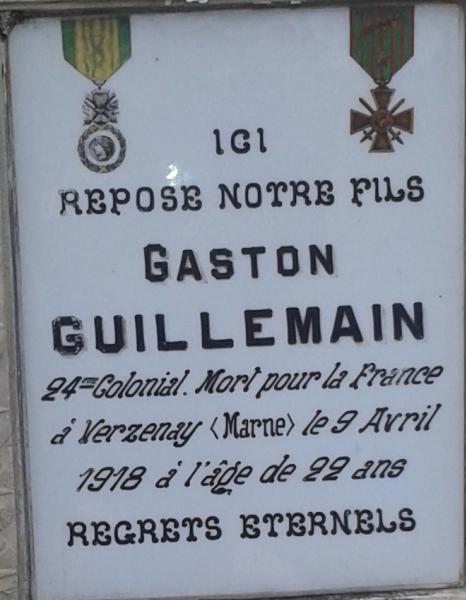 ICI
REPOSE NOTRE FILS
GASTON
GUILLEMAIN
24me Colonial. Mort pour la France
à Verzenay (Marne) le 9 Avril
1918 à l'âge de 22 ans
REGRETS ETERNELS